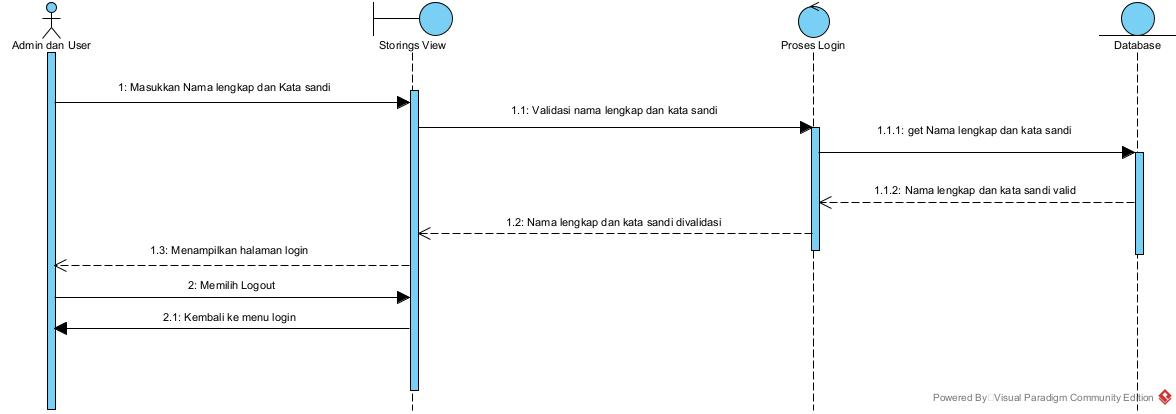 Admin dan User
Storings View
Proses Login
Database
1: Masukkan Nama lengkap dan Kata sandi
1.1: Validasi nama lengkap dan kata sandi
1.1.1: get Nama lengkap dan kata sandi
1.1.2: Nama lengkap dan kata sandi valid
1.2: Nama lengkap dan kata sandi divalidasi
1.3: Menampilkan halaman login
2: Memilih Logout
2.1: Kembali ke menu login
Powered By Visual Paradigm Community Edition